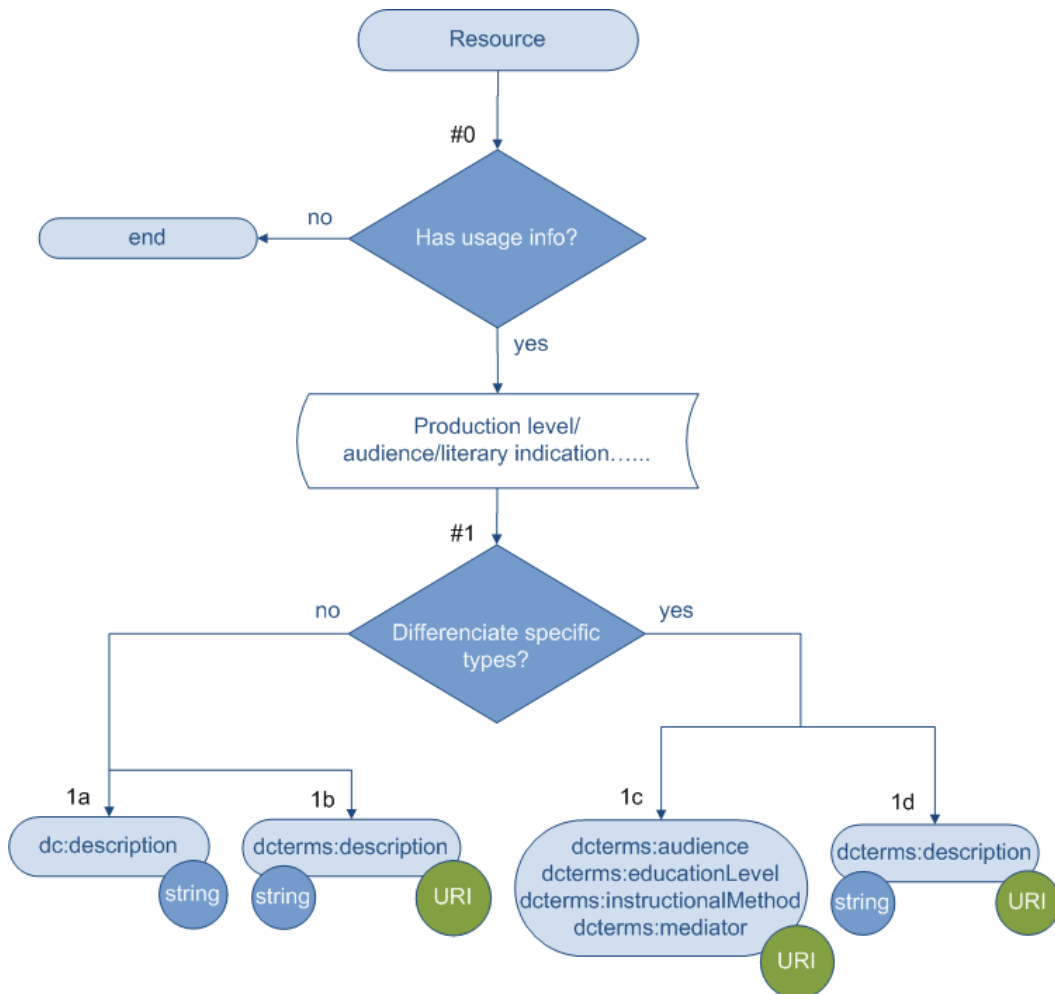 Resource
#0
no
Has usage info?
end
yes
Production level/
audience/literary indication…...
#1
no
yes
Differenciate specific
types?
1a
1b
1c
1d
dc:description
string
dcterms:description
string
URI
dcterms:audience
dcterms:educationLevel
dcterms:instructionalMethod
dcterms:mediator
URI
dcterms:description
string
URI